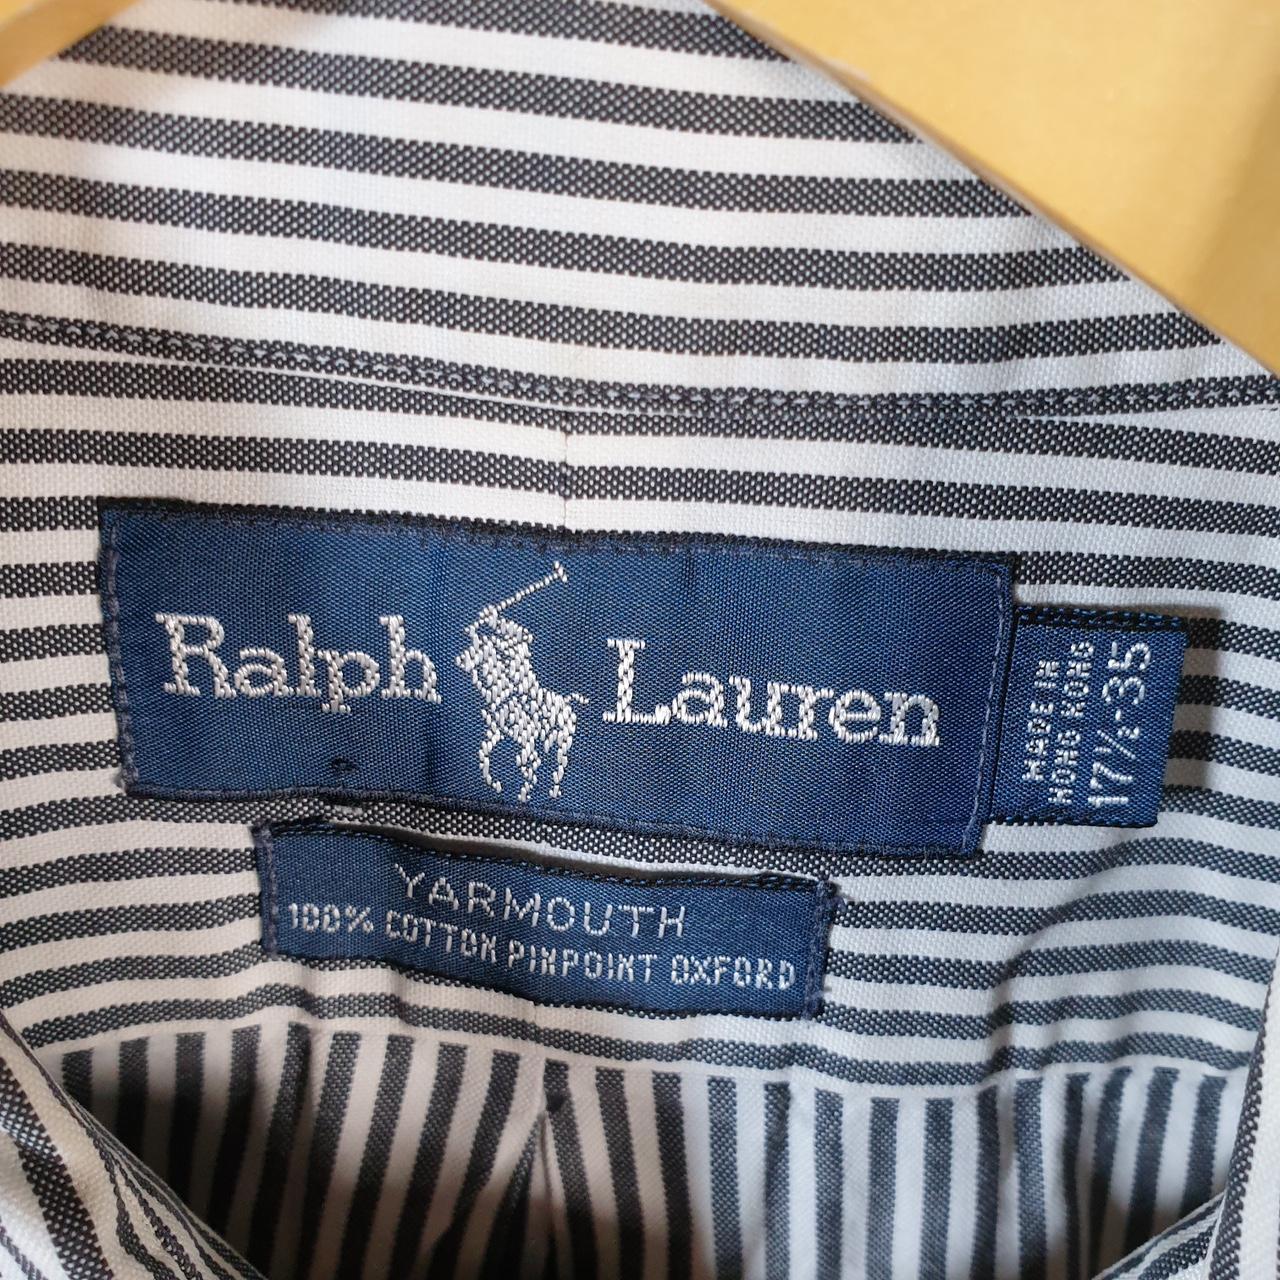 Ralph Lauren
MADE IN
HONG KONG
17½-35
YARMOUTH
100% COTTON PINPOINT OXFORD